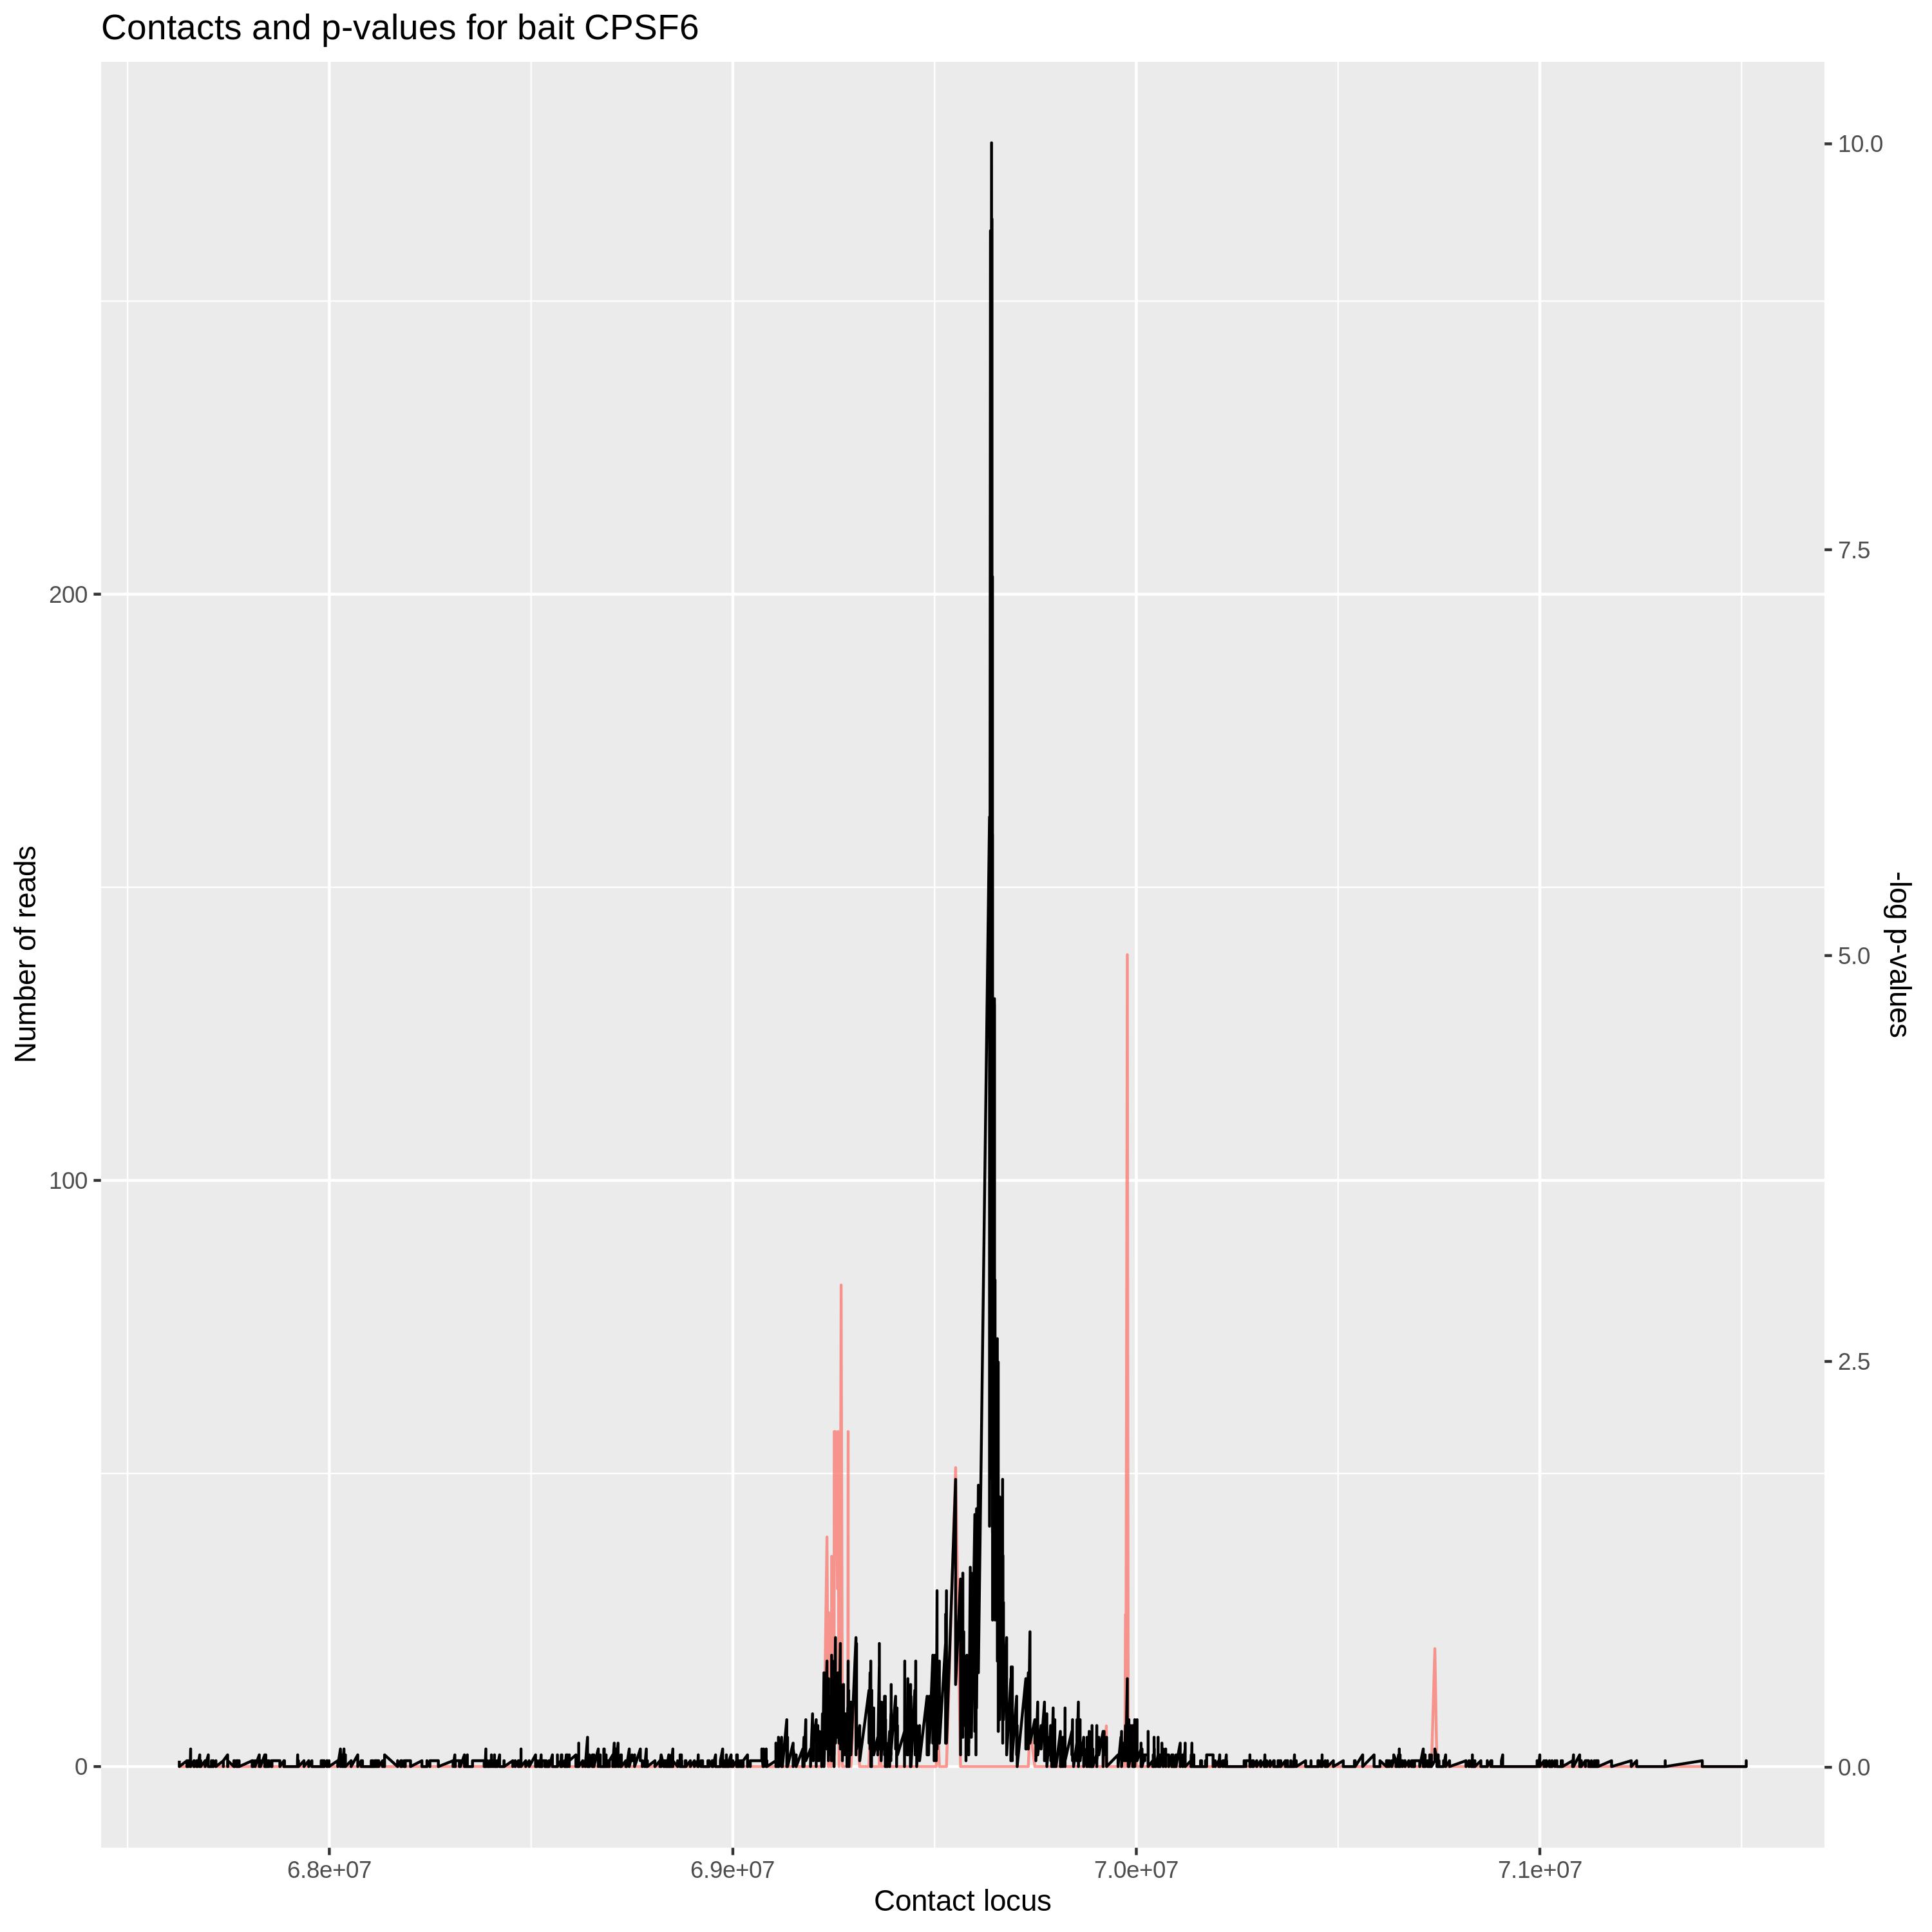 Contacts and p-values for bait CPSF6
10.0
7.5
200
5.0
Number of reads
-log p-values
100
2.5
0
0.0
6.8e+07
6.9e+07
7.0e+07
7.1e+07
Contact locus